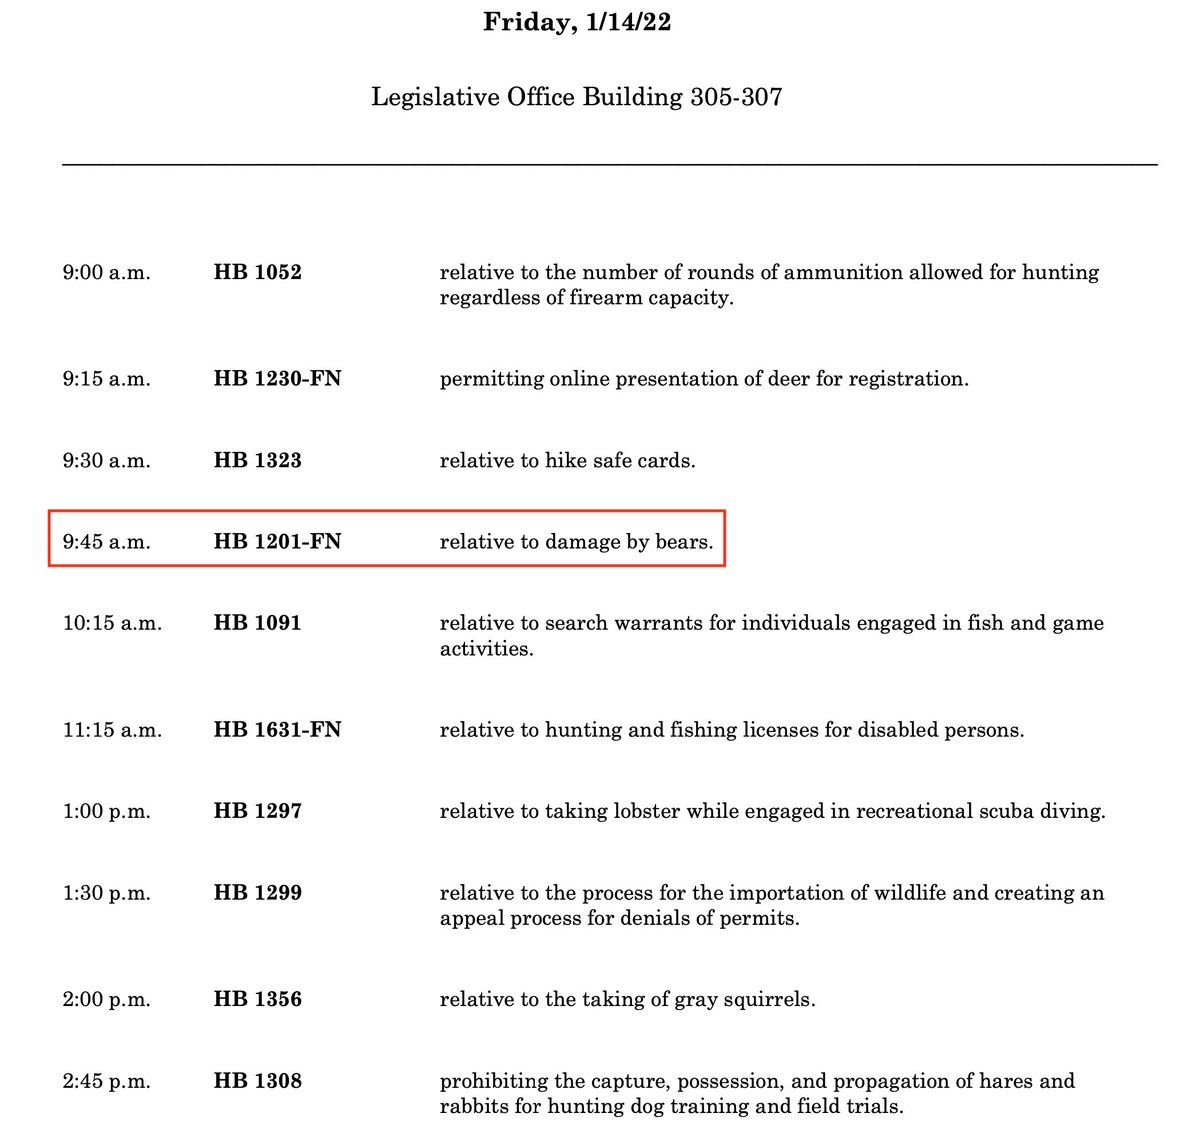 Friday, 1/14/22
Legislative Office Building 305-307
9:00 a.m. HB 1052 relative to the number of rounds of ammunition allowed for hunting
regardless of firearm capacity.
9:15 a.m. HB 1230-FN permitting online presentation of deer for registration.
9:30 a.m. HB 1323 relative to hike safe cards.
9:45 a.m. HB 1201-FN relative to damage by bears.
10:15 a.m. HB 1091 relative to search warrants for individuals engaged in fish and game
activities.
11:15 a.m. HB 1631-FN relative to hunting and fishing licenses for disabled persons.
1:00 p.m. HB 1297 relative to taking lobster while engaged in recreational scuba diving.
1:30 p.m. HB 1299 relative to the process for the importation of wildlife and creating an
appeal process for denials of permits.
2:00 p.m. HB 1356 relative to the taking of gray squirrels.
2:45 p.m. HB 1308 prohibiting the capture, possession, and propagation of hares and
rabbits for hunting dog training and field trials.